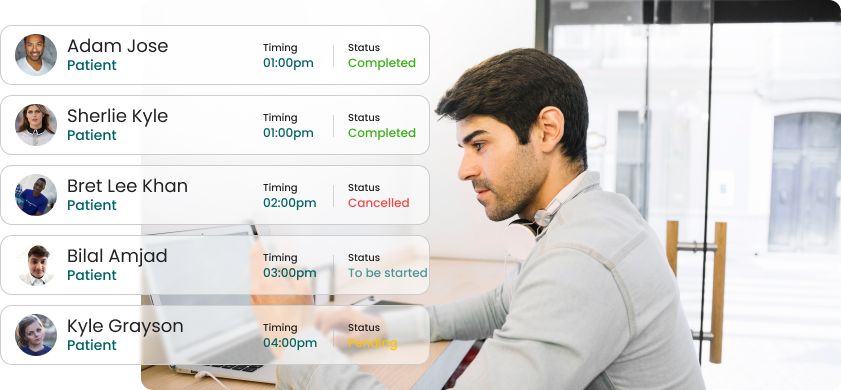 Adam Jose
Patient
Timing
01:00pm
Status
Completed
Sherlie Kyle
Patient
Timing
01:00pm
Status
Completed
Bret Lee Khan
Patient
Timing
02:00pm
Status
Cancelled
Bilal Amjad
Patient
Timing
03:00pm
Status
To be started
Kyle Grayson
Patient
Timing
04:00pm
Status
Pending